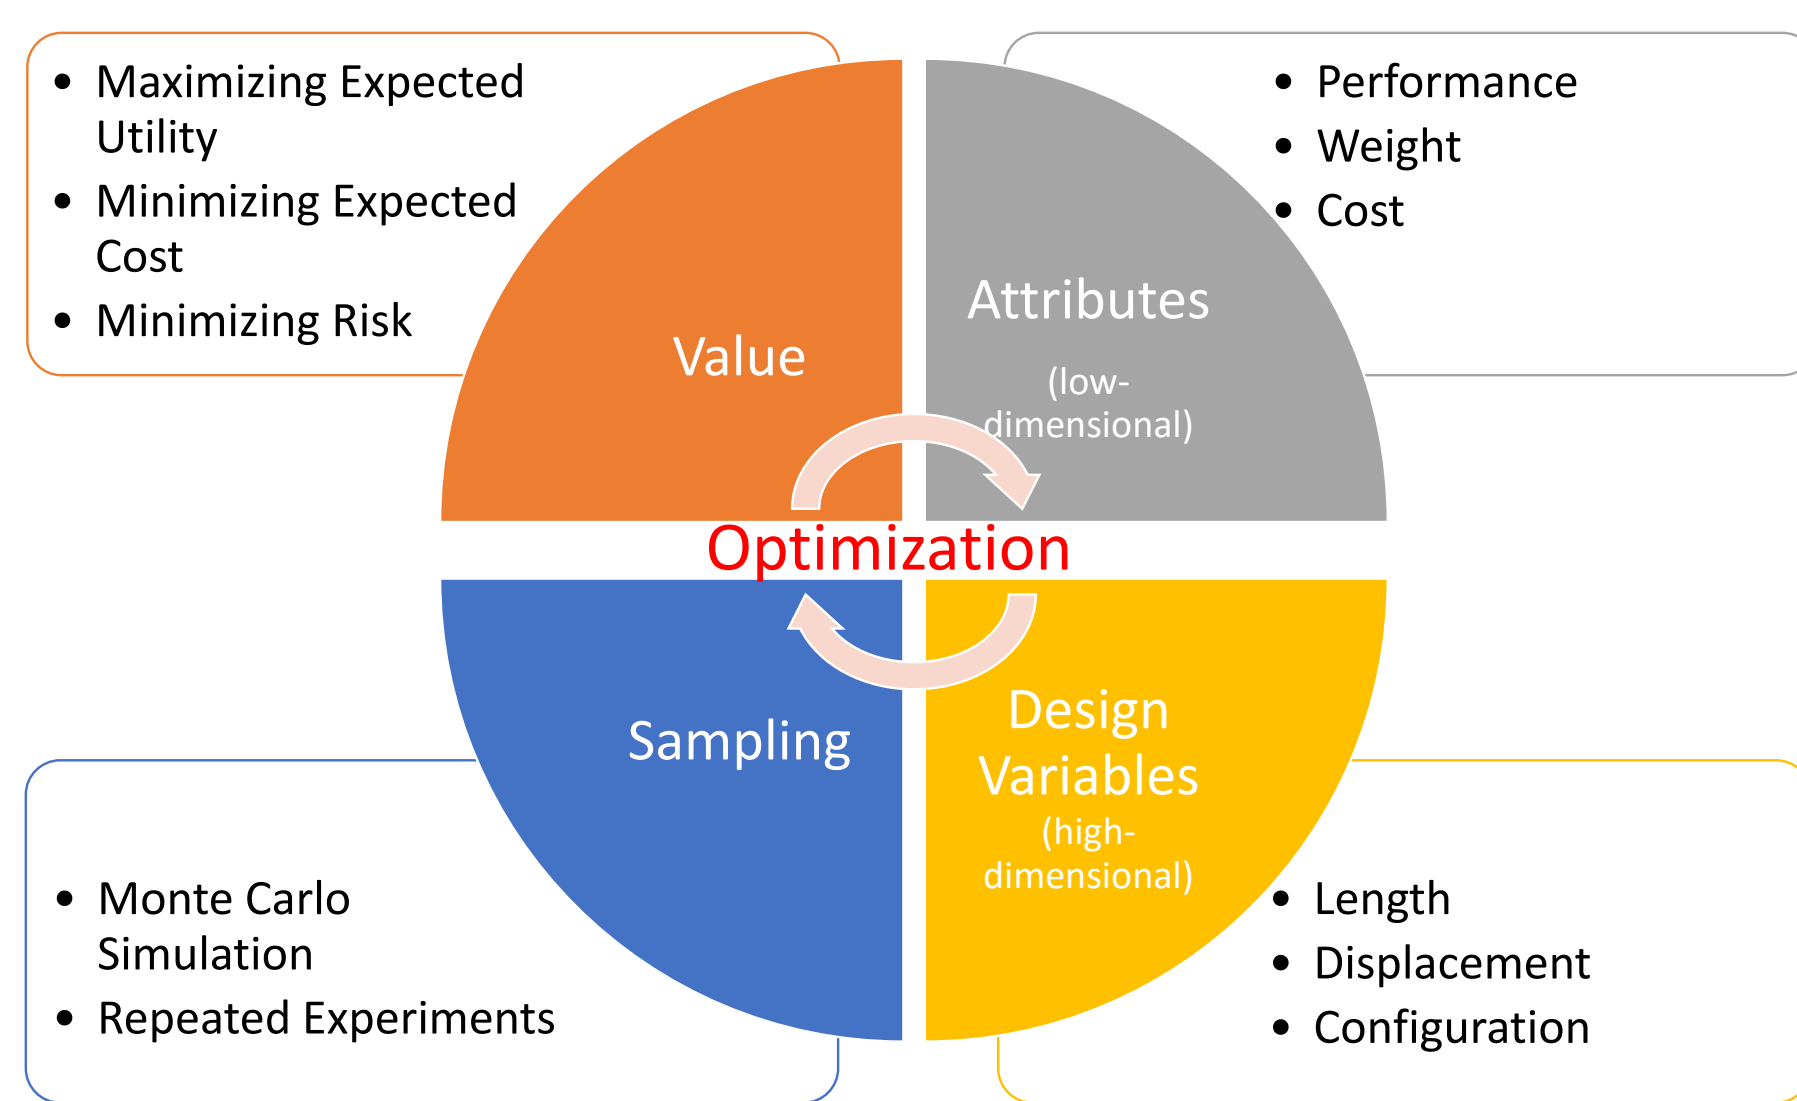 • Maximizing Expected
Utility
• Minimizing Expected
Cost
• Minimizing Risk
• Performance
• Weight
• Cost
Value
Attributes
(low-
dimensional)
Optimization
Sampling
Design
Variables
(high-
dimensional)
• Monte Carlo
Simulation
• Repeated Experiments
• Length
• Displacement
• Configuration